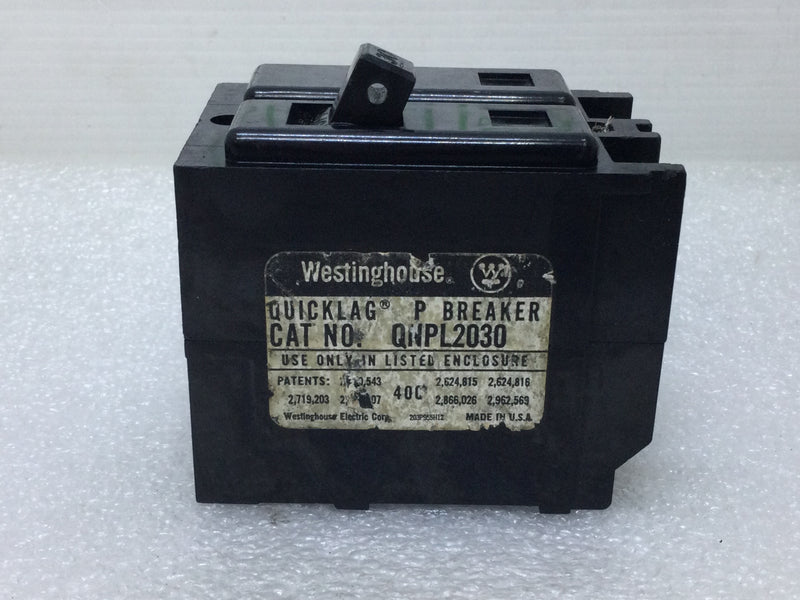 Westinghouse W
QUICKLAG® P BREAKER
CAT NO. QNPL2030
USE ONLY IN LISTED ENCLOSURE
PATENTS: 2,624,815 2,624,816
2,719,203 40C 2,866,026 2,962,569
Westinghouse Electric Corp. MADE IN U.S.A.